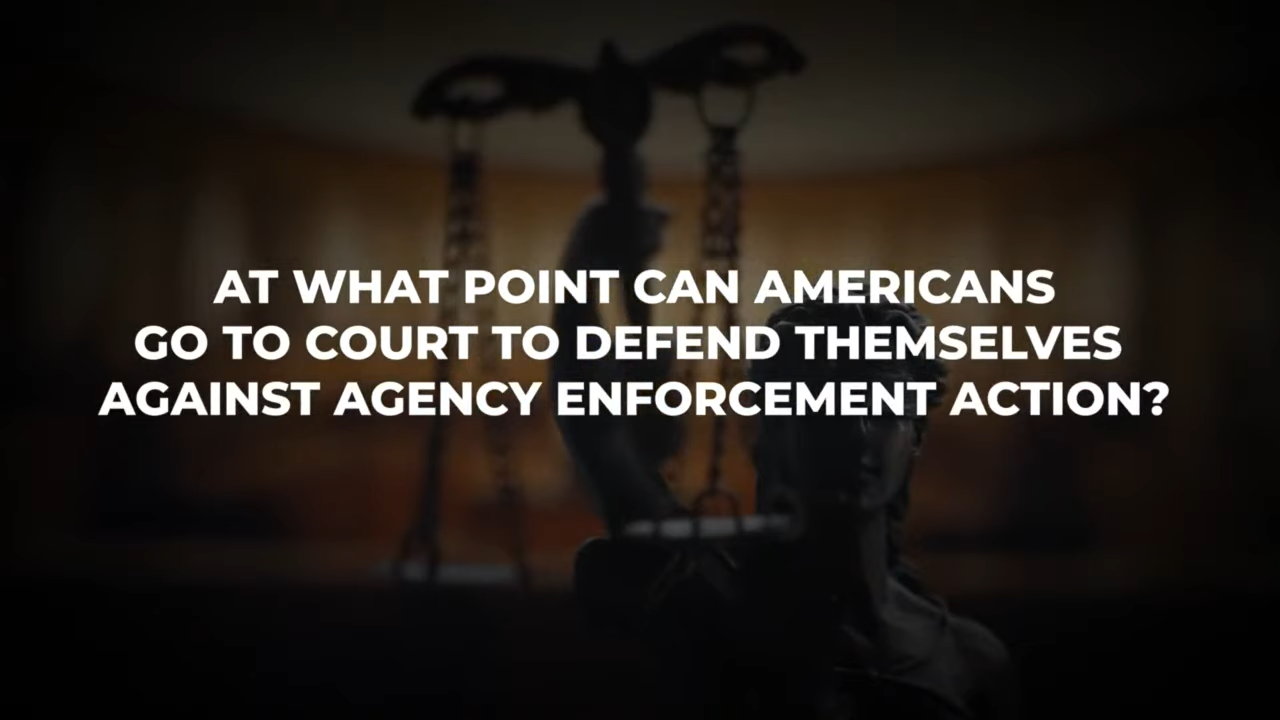 AT WHAT POINT CAN AMERICANS
GO TO COURT TO DEFEND THEMSELVES
AGAINST AGENCY ENFORCEMENT ACTION?